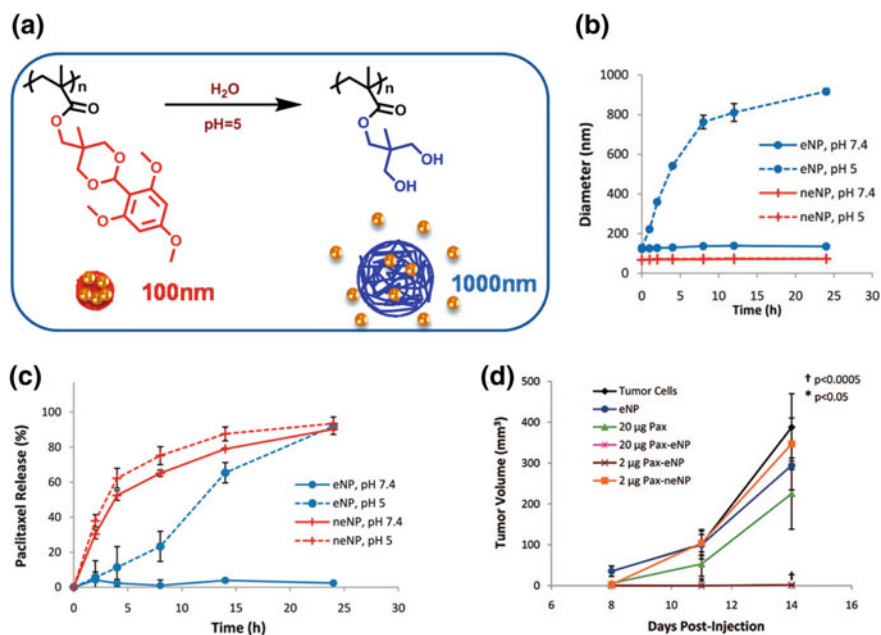 (a)
n
O
O
O
O
O
O
O
H₂O
pH=5
n
O
O
OH
OH
100nm
1000nm
(b)
Diameter (nm)
1000
800
600
400
200
0
0 5 10 15 20 25 30
Time (h)
eNP, pH 7.4
eNP, pH 5
neNP, pH 7.4
neNP, pH 5
(c)
Paclitaxel Release (%)
100
80
60
40
20
0
0 5 10 15 20 25 30
Time (h)
eNP, pH 7.4
eNP, pH 5
neNP, pH 7.4
neNP, pH 5
(d)
Tumor Volume (mm³)
500
400
300
200
100
0
6 8 10 12 14 16
Days Post-Injection
Tumor Cells
eNP
20 µg Pax
20 µg Pax-eNP
2 µg Pax-eNP
2 µg Pax-neNP
† p<0.0005
* p<0.05
†